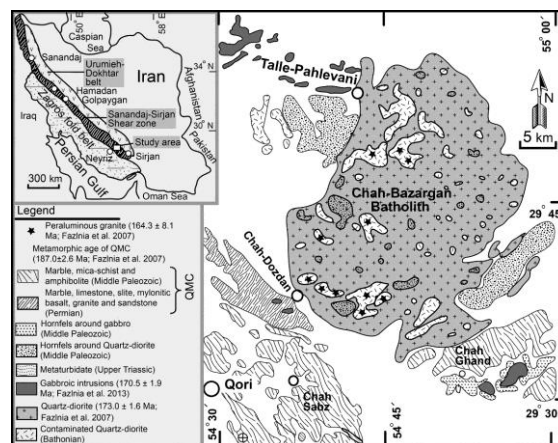 50° E
58° E
Caspian
Sea
Sanandaj
34° N
Urumieh-
Dokhtar
belt
Iran
Hamadan
Golpaygan
Afghanistan
Iraq
Zagros fold belt
Sanandaj-Sirjan
Shear zone
30° N
Pakistan
Study area
Neyriz
Sirjan
Persian Gulf
300 km
Oman Sea
Legend
Peraluminous granite (164.3 ± 8.1
Ma; Fazlnia et al. 2007)
Metamorphic age of QMC
(187.0±2.6 Ma; Fazlnia et al. 2007)
Marble, mica-schist and
amphibolite (Middle Paleozoic)
Marble, limestone, slite, mylonitic
basalt, granite and sandstone
(Permian)
QMC
Hornfels around gabbro
(Middle Paleozoic)
Hornfels around Quartz-diorite
(Middle Paleozoic)
Metaturbidate (Upper Triassic)
Gabbroic intrusions (170.5 ± 1.9
Ma; Fazlnia et al. 2013)
Quartz-diorite (173.0 ± 1.6 Ma;
Fazlnia et al. 2007)
Contaminated Quartz-diorite
(Bathonian)
55 00
Talle-Pahlevani
N
5 km
Chah-Bazargan
Batholith
Chah-Dozdan
Chah
Ghand
Qori
Chah
Sabz
29 30
54 30
54 45